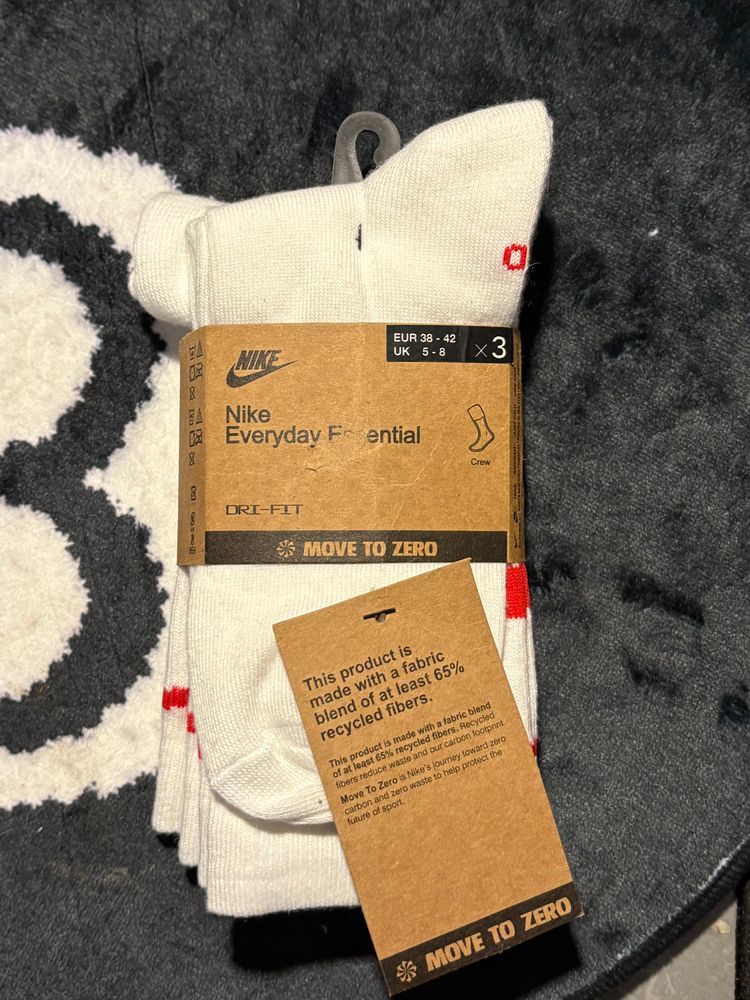 EUR 38 - 42
UK 5 - 8
×3
NIKE
Nike
Everyday Essential
Crew
DRI-FIT
MOVE TO ZERO
This product is
made with a fabric
blend of at least 65%
recycled fibers.
This product is made with a fabric blend
of at least 65% recycled fibers. Recycled
fibers reduce waste and our carbon footprint.
Move To Zero is Nike's journey toward zero
carbon and zero waste to help protect the
future of sport.
MOVE TO ZERO